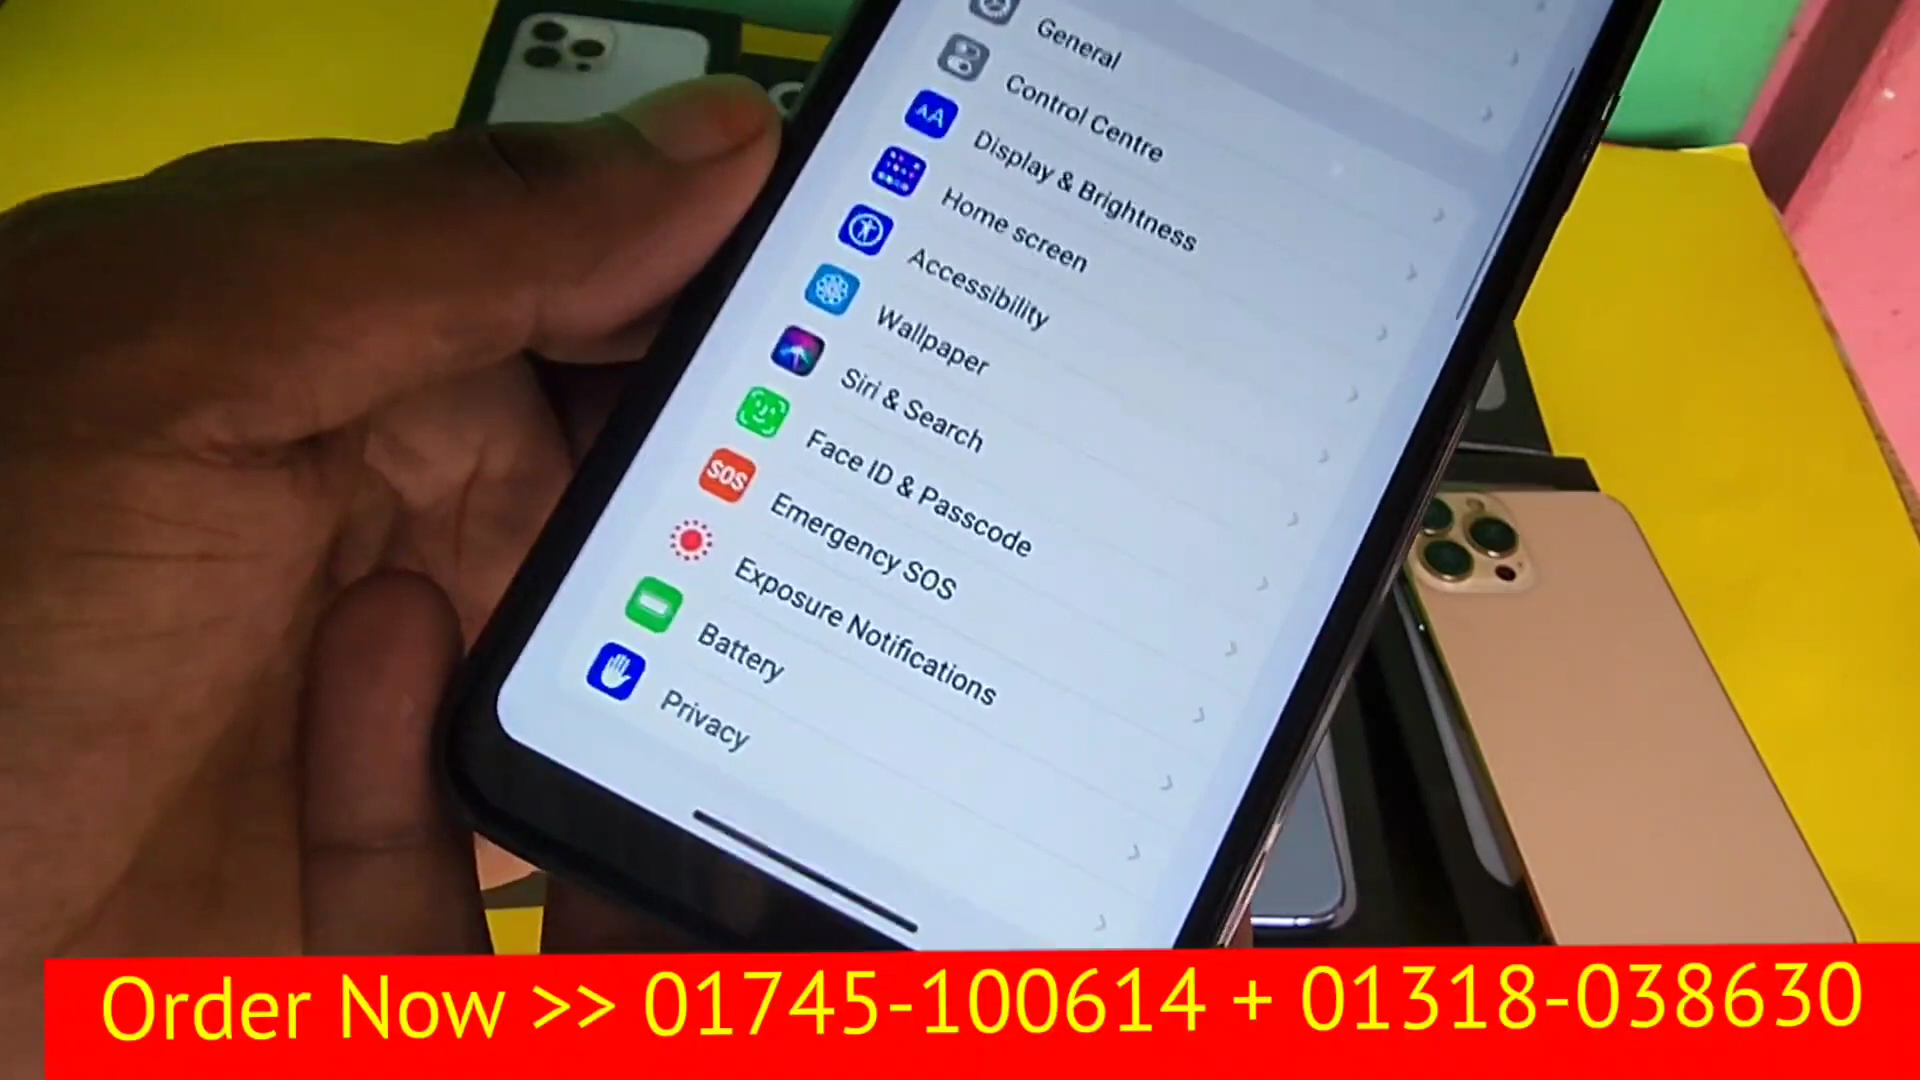 General
Control Centre
AA
Display & Brightness
Home screen
Accessibility
Wallpaper
Siri & Search
Face ID & Passcode
SOS
Emergency SOS
Exposure Notifications
Battery
Privacy
Order Now >> 01745-100614 + 01318-038630